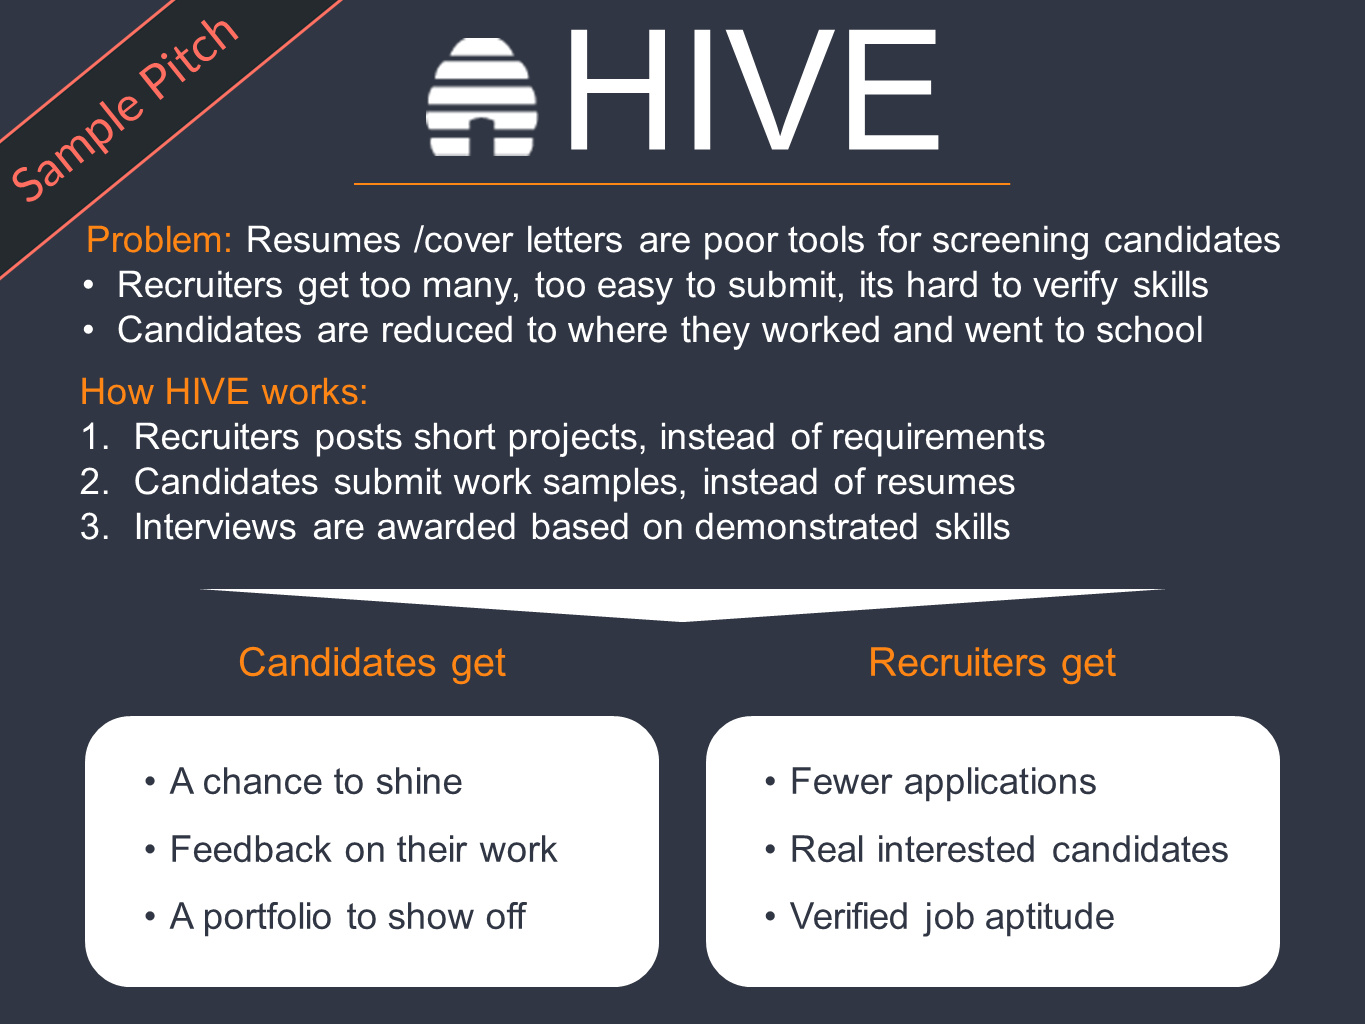 Sample Pitch
HIVE
Problem: Resumes /cover letters are poor tools for screening candidates
• Recruiters get too many, too easy to submit, its hard to verify skills
• Candidates are reduced to where they worked and went to school
How HIVE works:
1. Recruiters posts short projects, instead of requirements
2. Candidates submit work samples, instead of resumes
3. Interviews are awarded based on demonstrated skills
Candidates get
• A chance to shine
• Feedback on their work
• A portfolio to show off
Recruiters get
• Fewer applications
• Real interested candidates
• Verified job aptitude